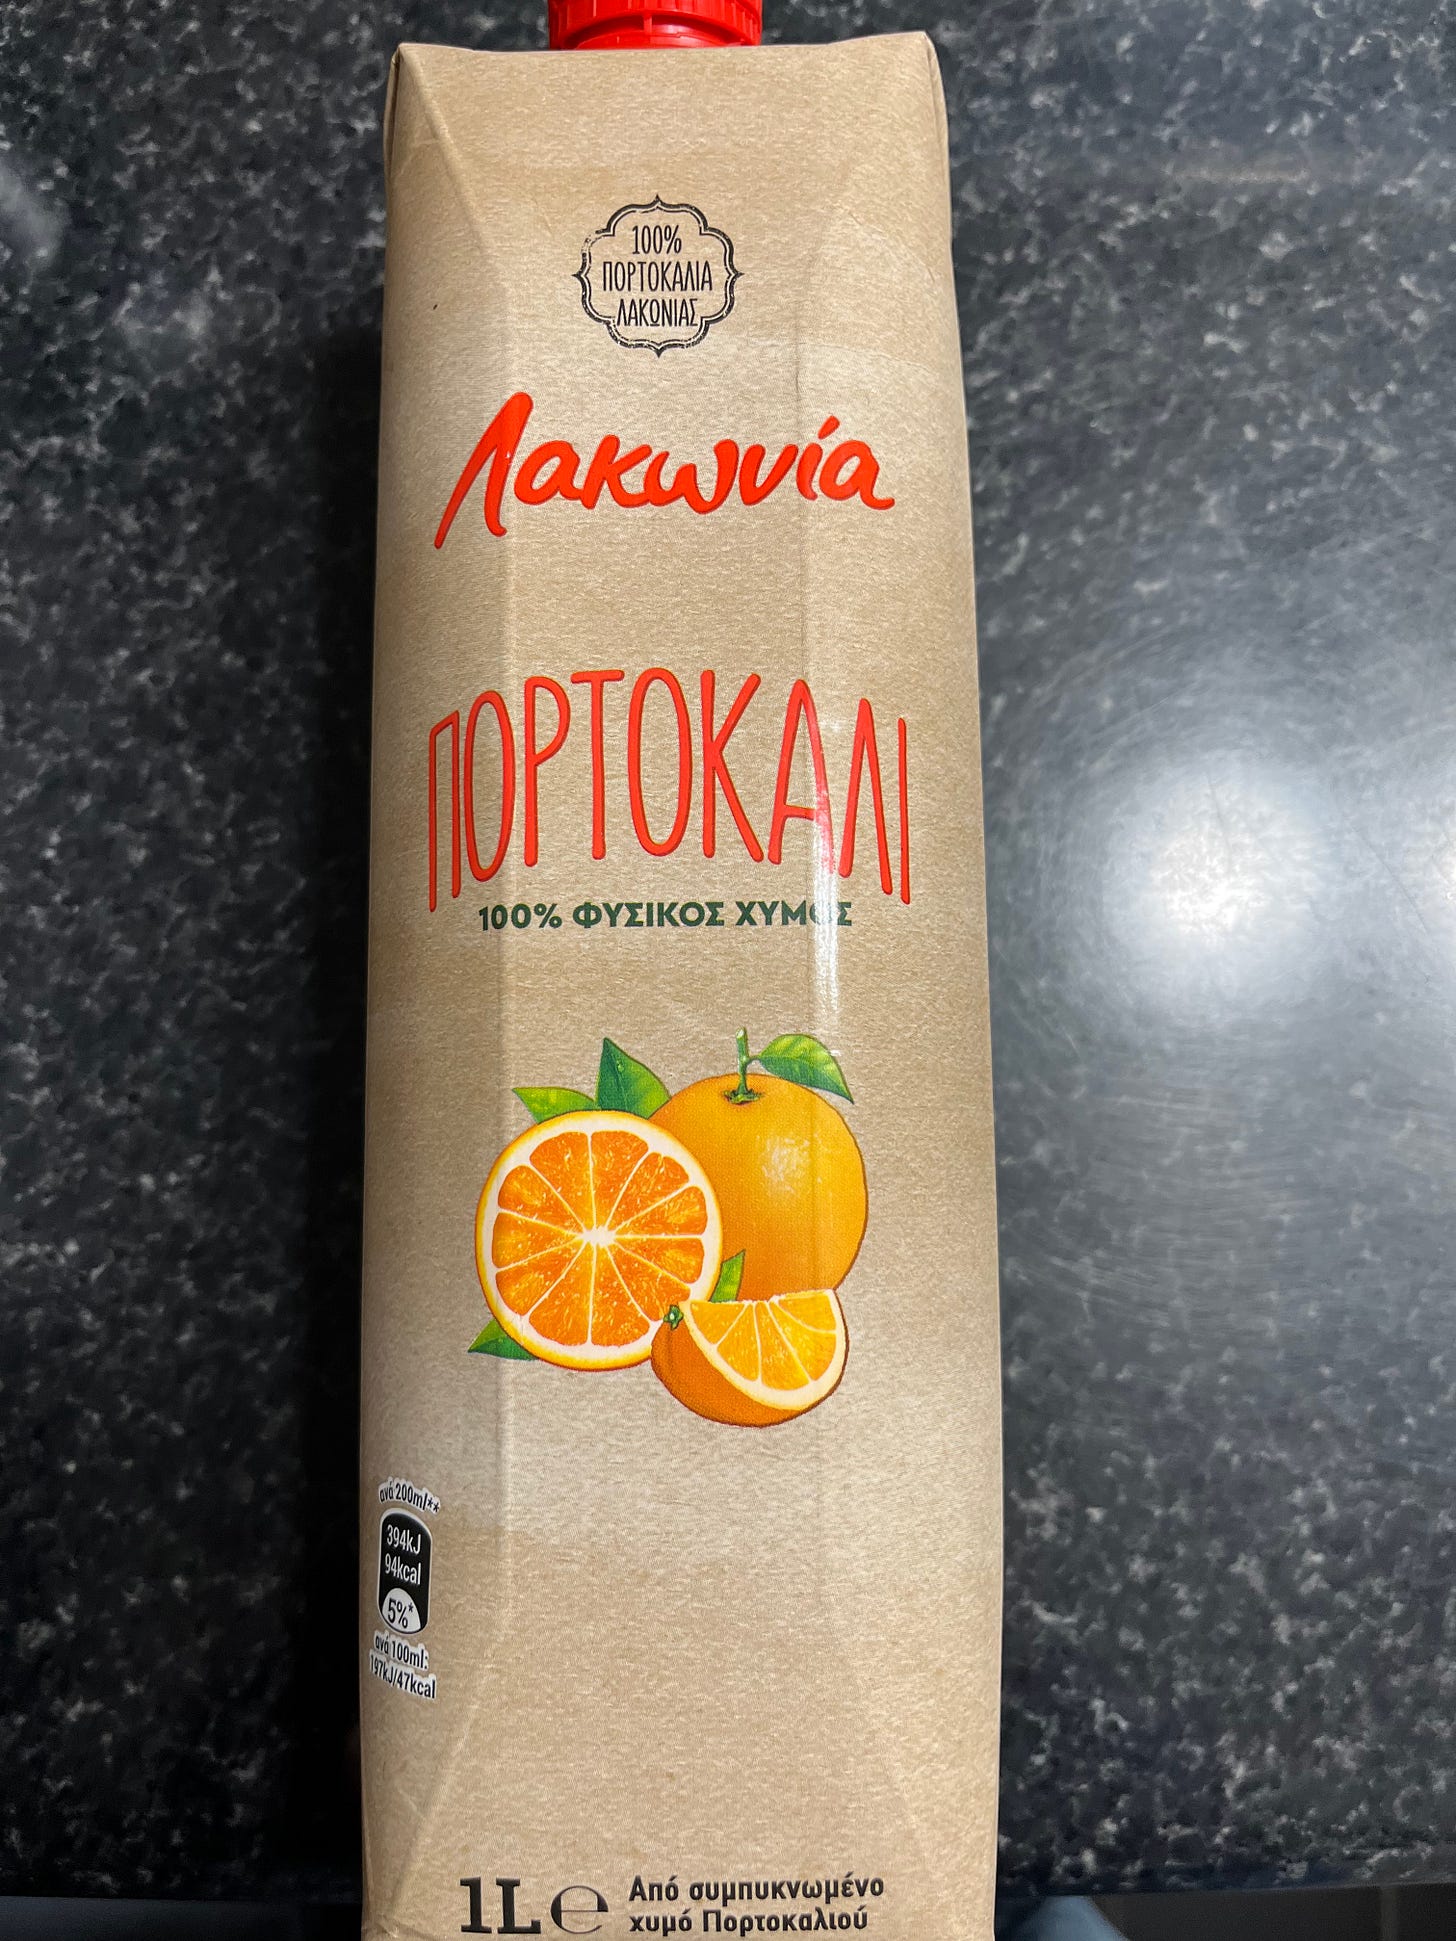 100%
ΠΟΡΤΟΚΑΛΙΑ
ΛΑΚΩΝΙΑΣ
Λακωνία
ΠΟΡΤΟΚΑΛΙ
100% ΦΥΣΙΚΟΣ ΧΥΜΟΣ
ανά 200ml**
394kJ
94kcal
5%*
ανά 100ml:
197kJ/47kcal
1L ℮
Από συμπυκνωμένο
χυμό Πορτοκαλιού